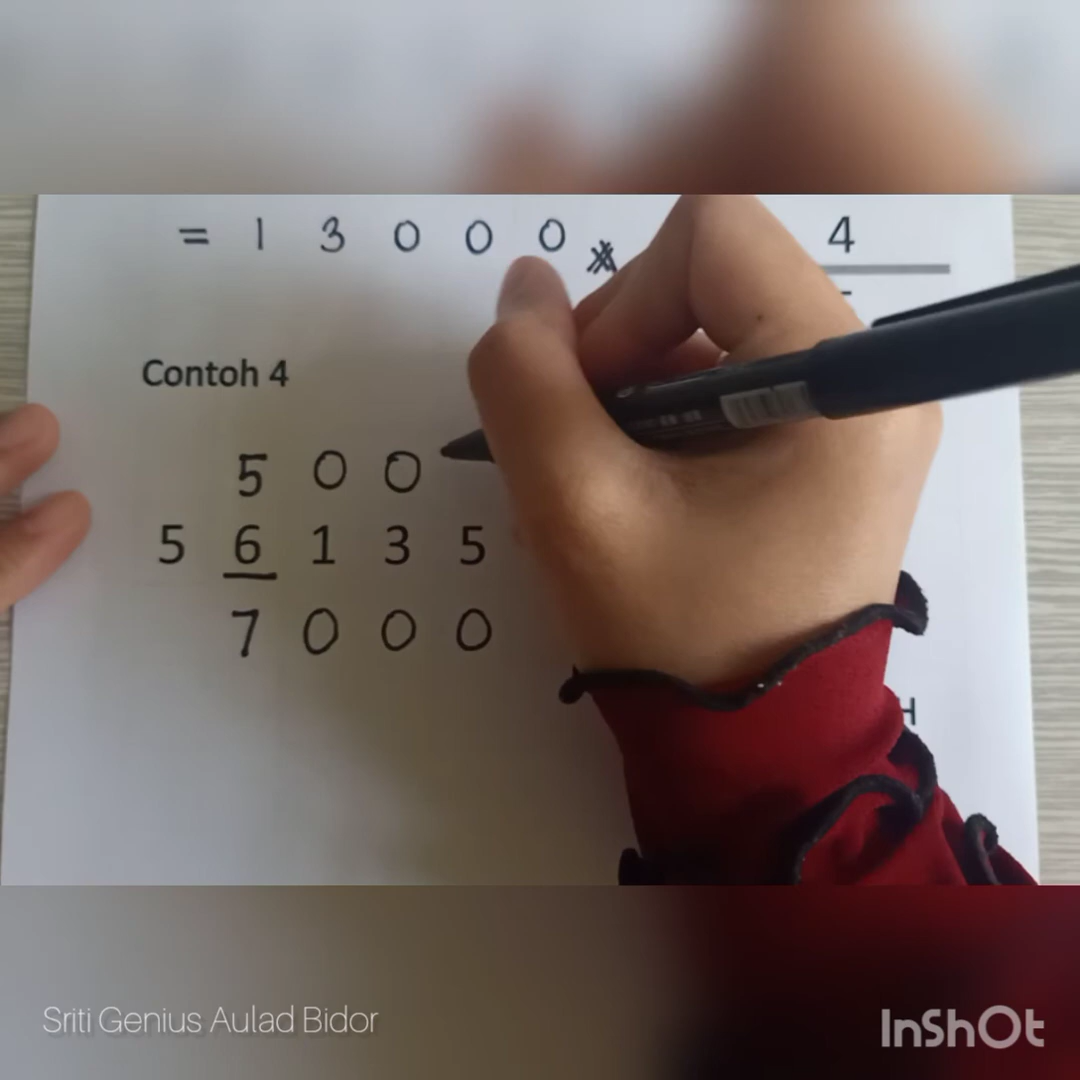 = 1 3 0 0 0
4
Contoh 4
5 0 0
5 6 1 3 5
7 0 0 0
H
Sriti Genius Aulad Bidor
InShOt